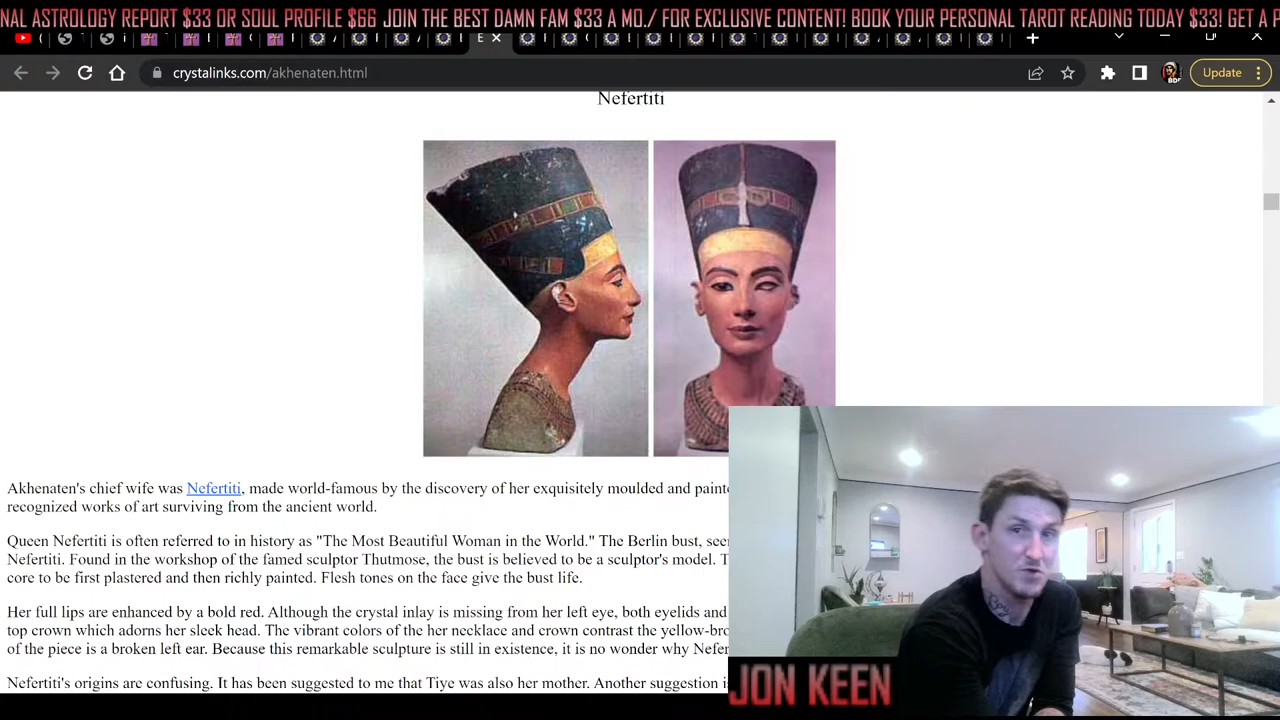 NAL ASTROLOGY REPORT $33 OR SOUL PROFILE $66 JOIN THE BEST DAMN FAM $33 A MO./ FOR EXCLUSIVE CONTENT! BOOK YOUR PERSONAL TAROT READING TODAY $33! GET A
crystalinks.com/akhenaten.html
Update
Nefertiti
Akhenaten's chief wife was Nefertiti, made world-famous by the discovery of her exquisitely moulded and
recognized works of art surviving from the ancient world.
Queen Nefertiti is often referred to in history as "The Most Beautiful Woman in the World." The Berlin bust,
Nefertiti. Found in the workshop of the famed sculptor Thutmose, the bust is believed to be a sculptor's model.
core to be first plastered and then richly painted. Flesh tones on the face give the bust life.
Her full lips are enhanced by a bold red. Although the crystal inlay is missing from her left eye, both eyelids and
top crown which adorns her sleek head. The vibrant colors of the her necklace and crown contrast the
of the piece is a broken left ear. Because this remarkable sculpture is still in existence, it is no wonder why
Nefertiti's origins are confusing. It has been suggested to me that Tiye was also her mother. Another suggestion
JON KEEN